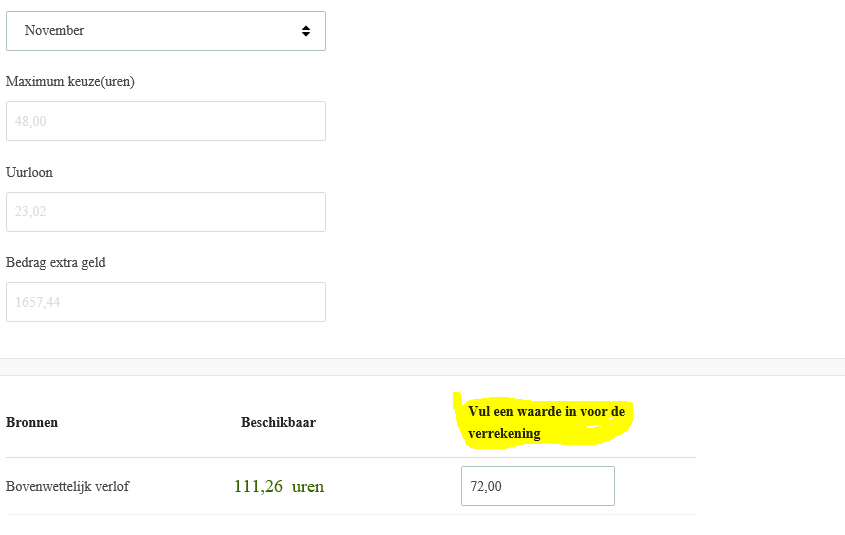 November
Maximum keuze(uren)
48,00
Uurloon
23,02
Bedrag extra geld
1657,44
Bronnen
Beschikbaar
Vul een waarde in voor de
verrekening
Bovenwettelijk verlof
111,26 uren
72,00